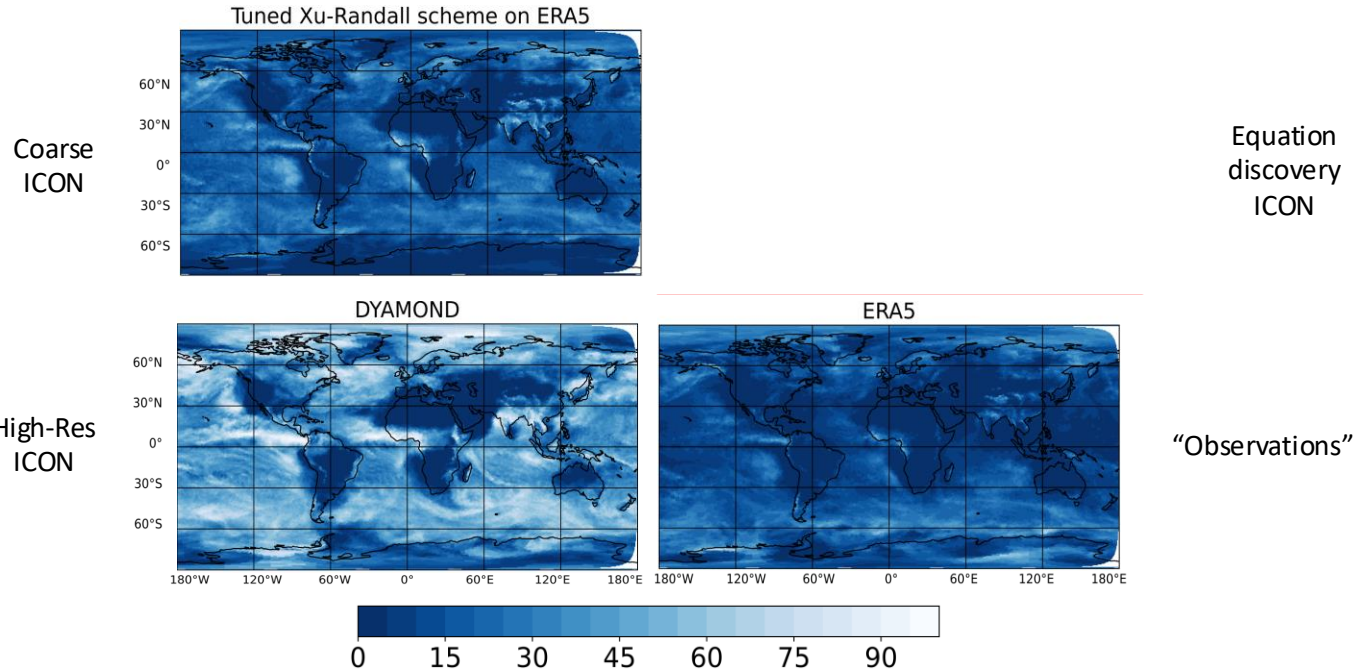 Tuned Xu-Randall scheme on ERA5
60°N
30°N
0°
30°S
60°S
Coarse
ICON
Equation
discovery
ICON
DYAMOND
ERA5
60°N
30°N
0°
30°S
60°S
High-Res
ICON
"Observations"
180°W 120°W 60°W 0° 60°E 120°E 180°E
180°W 120°W 60°W 0° 60°E 120°E 180°E
0 15 30 45 60 75 90